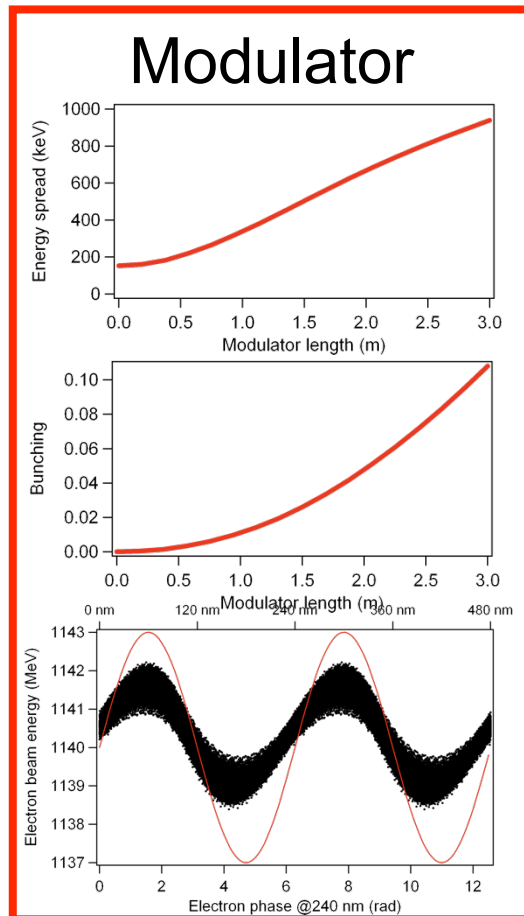 Modulator
1000
800
600
400
200
0
Energy spread (keV)
0.0 0.5 1.0 1.5 2.0 2.5 3.0
Modulator length (m)
0.10
0.08
0.06
0.04
0.02
0.00
Bunching
0.0 0.5 1.0 1.5 2.0 2.5 3.0
Modulator length (m)
0 nm 120 nm 240 nm 360 nm 480 nm
1143
1142
1141
1140
1139
1138
1137
Electron beam energy (MeV)
0 2 4 6 8 10 12
Electron phase @240 nm (rad)